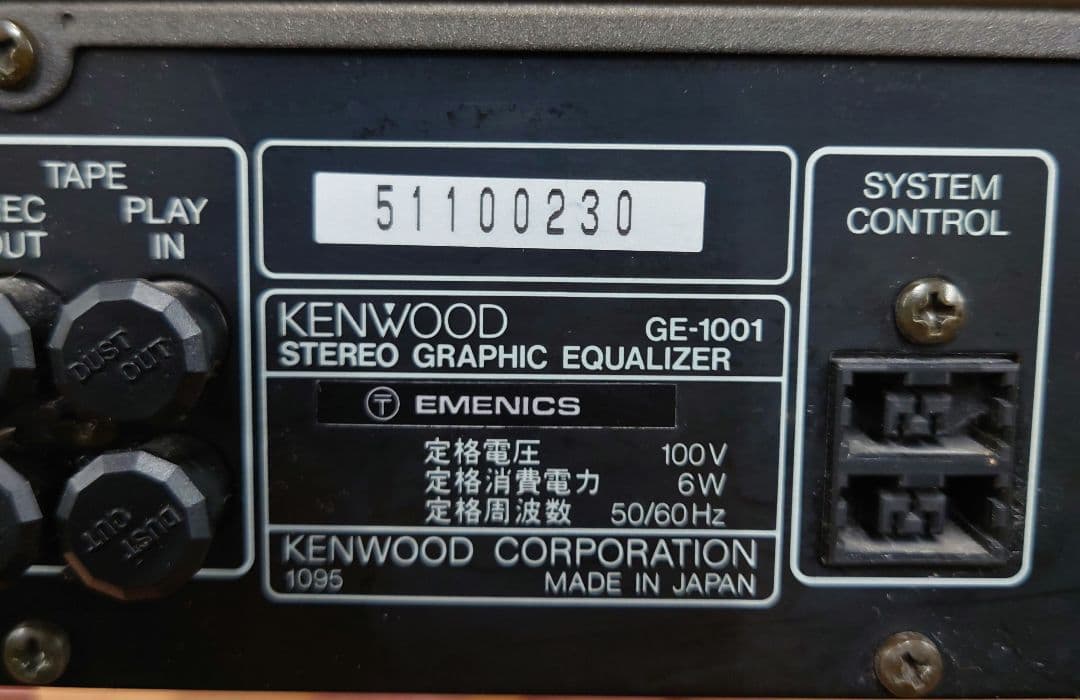 TAPE
PLAY
IN
DUST
OUT
DUST
OUT
51100230
KENWOOD GE-1001
STEREO GRAPHIC EQUALIZER
Ⓣ EMENICS
定格電圧 100V
定格消費電力 6W
定格周波数 50/60Hz
KENWOOD CORPORATION
1095 MADE IN JAPAN
SYSTEM
CONTROL